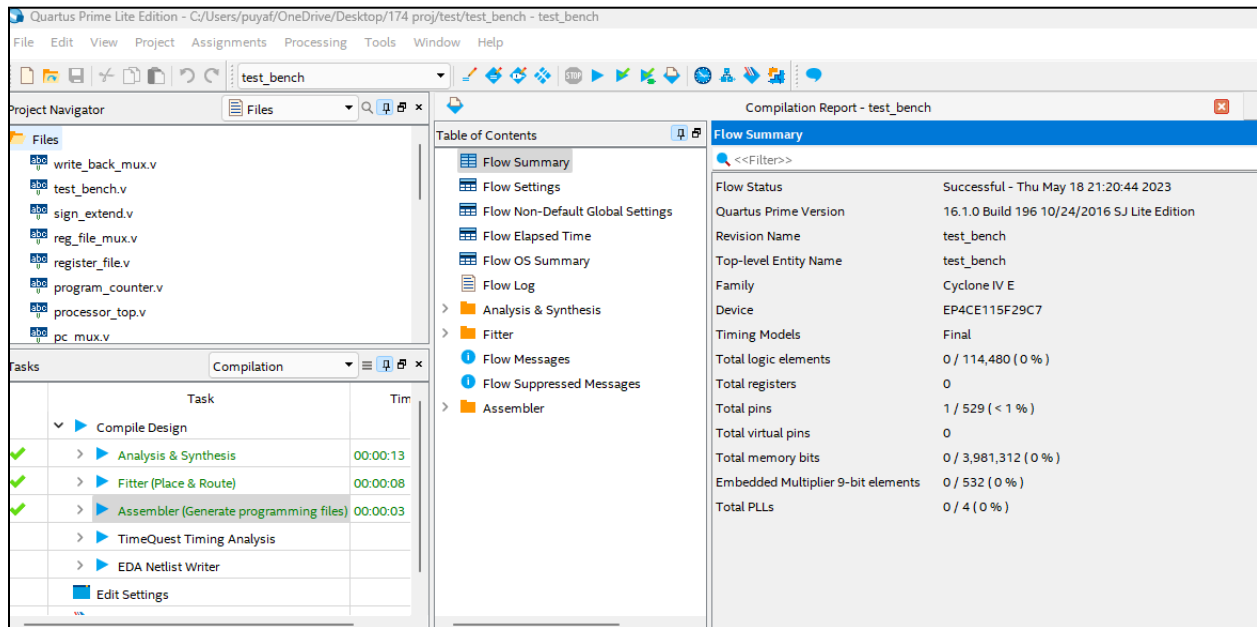 Quartus Prime Lite Edition - C:/Users/puyaf/OneDrive/Desktop/174 proj/test/test_bench - test_bench
File Edit View Project Assignments Processing Tools Window Help
test_bench
STOP
Project Navigator
Files
Files
write_back_mux.v
test_bench.v
sign_extend.v
reg_file_mux.v
register_file.v
program_counter.v
processor_top.v
pc_mux.v
Tasks
Compilation
Task Tim
Compile Design
Analysis & Synthesis 00:00:13
Fitter (Place & Route) 00:00:08
Assembler (Generate programming files) 00:00:03
TimeQuest Timing Analysis
EDA Netlist Writer
Edit Settings
Compilation Report - test_bench
Table of Contents
Flow Summary
Flow Settings
Flow Non-Default Global Settings
Flow Elapsed Time
Flow OS Summary
Flow Log
Analysis & Synthesis
Fitter
Flow Messages
Flow Suppressed Messages
Assembler
Flow Summary
<<Filter>>
Flow Status Successful - Thu May 18 21:20:44 2023
Quartus Prime Version 16.1.0 Build 196 10/24/2016 SJ Lite Edition
Revision Name test_bench
Top-level Entity Name test_bench
Family Cyclone IV E
Device EP4CE115F29C7
Timing Models Final
Total logic elements 0 / 114,480 ( 0 % )
Total registers 0
Total pins 1 / 529 ( < 1 % )
Total virtual pins 0
Total memory bits 0 / 3,981,312 ( 0 % )
Embedded Multiplier 9-bit elements 0 / 532 ( 0 % )
Total PLLs 0 / 4 ( 0 % )